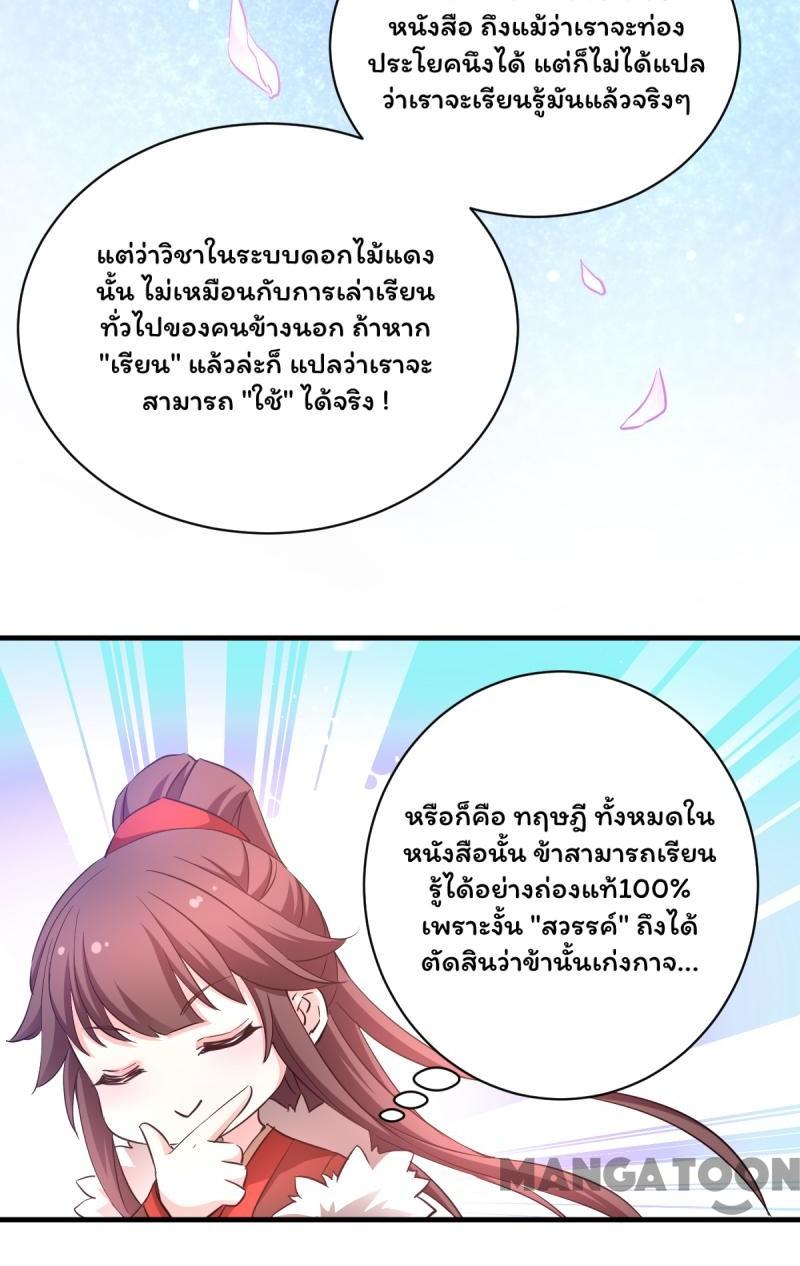 หนังสือ ถึงแม้ว่าเราจะท่อง
ประโยคนึงได้ แต่ก็ไม่ได้แปล
ว่าเราจะเรียนรู้มันแล้วจริงๆ
แต่ว่าวิชาในระบบดอกไม้แดง
นั้น ไม่เหมือนกับการเล่าเรียน
ทั่วไปของคนข้างนอก ถ้าหาก
"เรียน" แล้วล่ะก็ แปลว่าเราจะ
สามารถ "ใช้" ได้จริง !
หรือก็คือ ทฤษฎี ทั้งหมดใน
หนังสือนั้น ข้าสามารถเรียน
รู้ได้อย่างถ่องแท้100%
เพราะงั้น "สวรรค์" ถึงได้
ตัดสินว่าข้านั้นเก่งกาจ...
MANGATOON